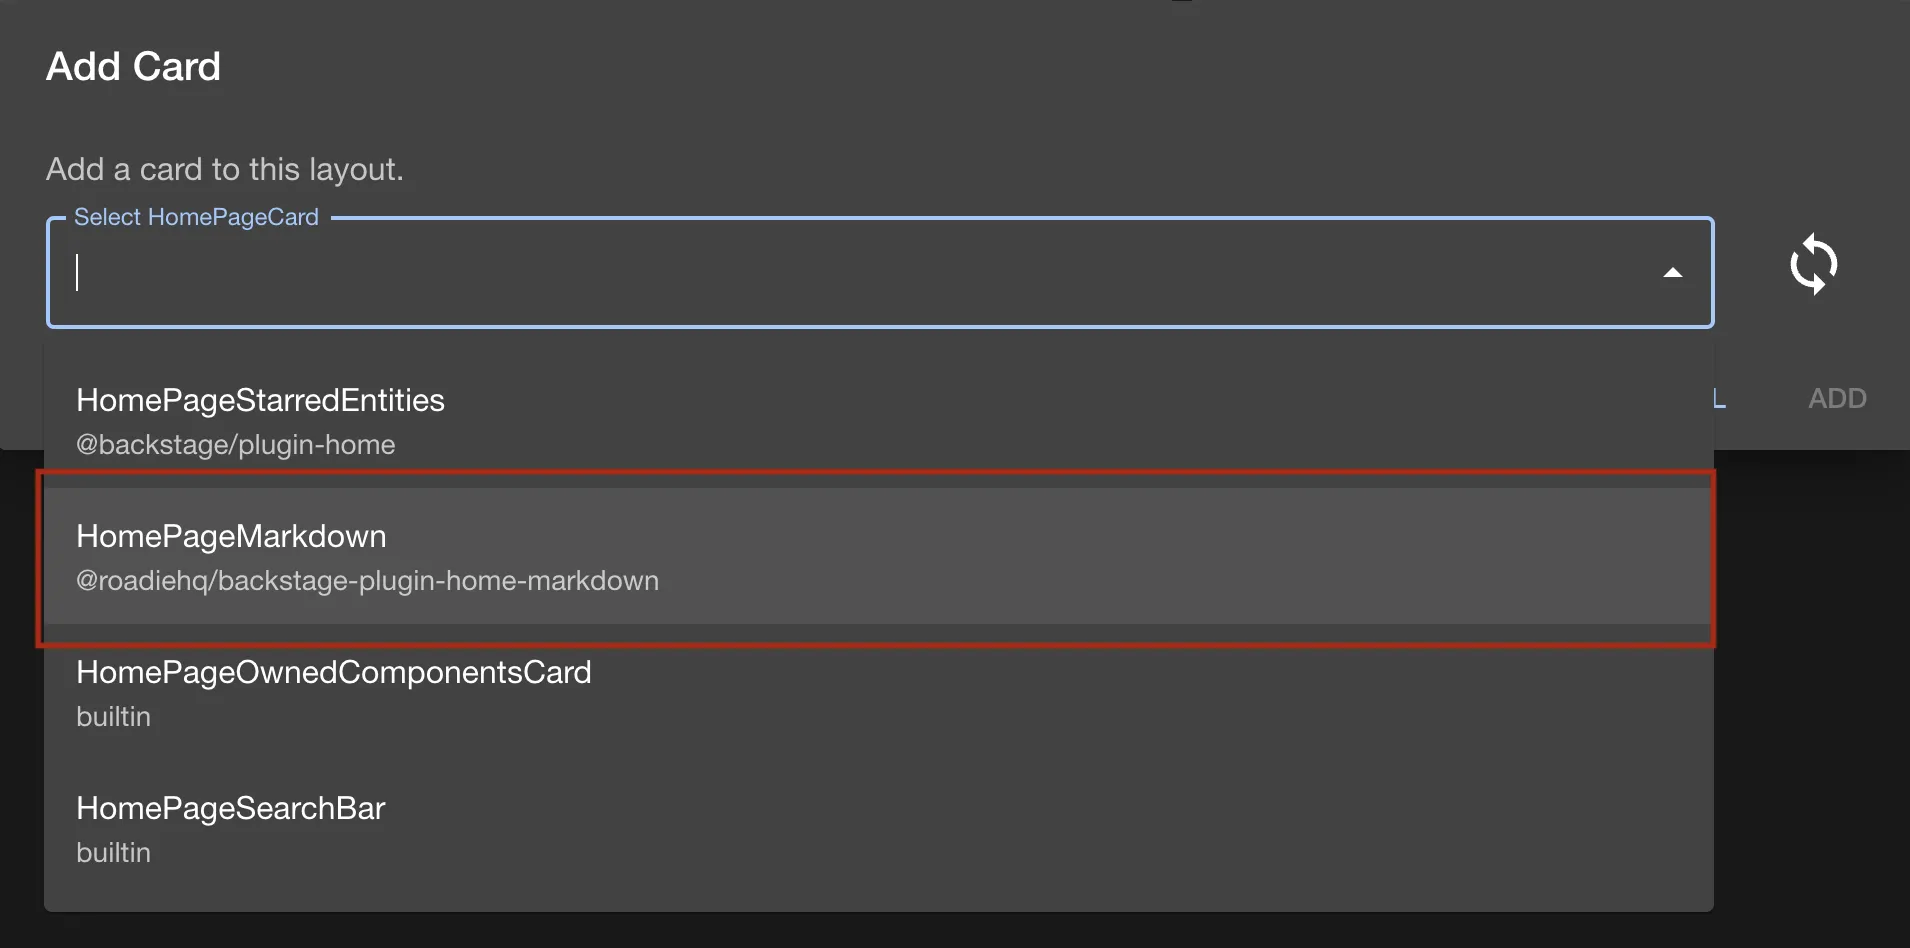 Add Card
Add a card to this layout.
Select HomePageCard
HomePageStarredEntities
@backstage/plugin-home
L
ADD
HomePageMarkdown
@roadiehq/backstage-plugin-home-markdown
HomePageOwnedComponentsCard
builtin
HomePageSearchBar
builtin